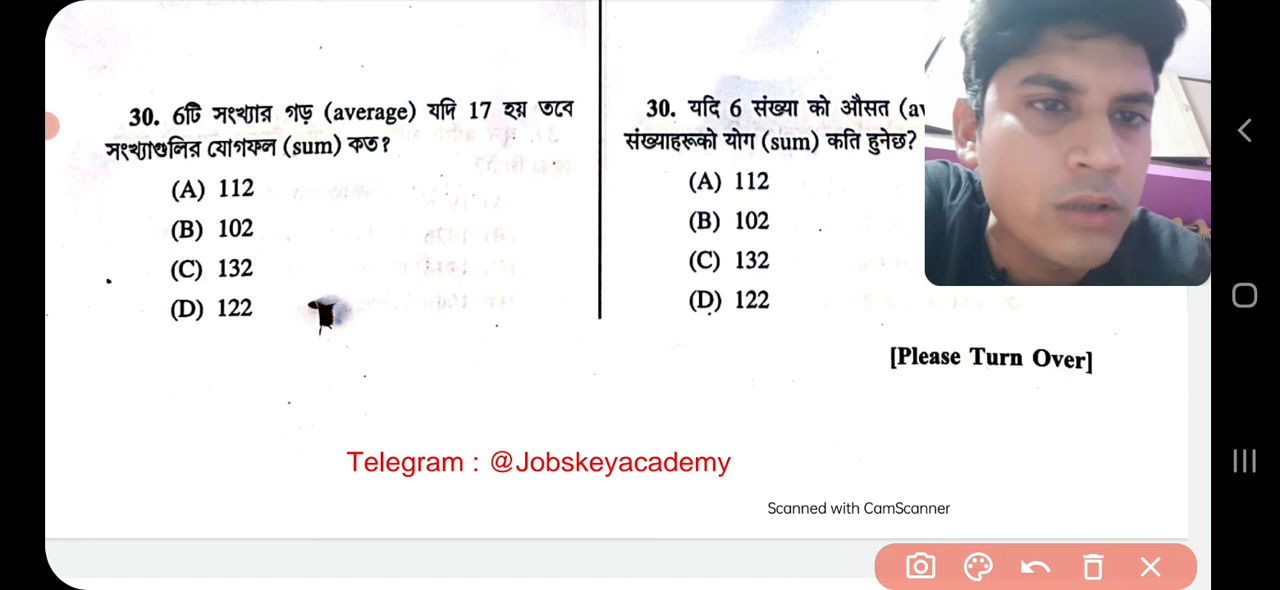 30. 6টি সংখ্যার গড় (average) যদি 17 হয় তবে
সংখ্যাগুলির যোগফল (sum) কত?
(A) 112
(B) 102
(C) 132
(D) 122
30. यदि 6 संख्या को औसत
संख्याहरूको योग (sum) कति हुनेछ?
(A) 112
(B) 102
(C) 132
(D) 122
[Please Turn Over]
Telegram : @Jobskeyacademy
Scanned with CamScanner